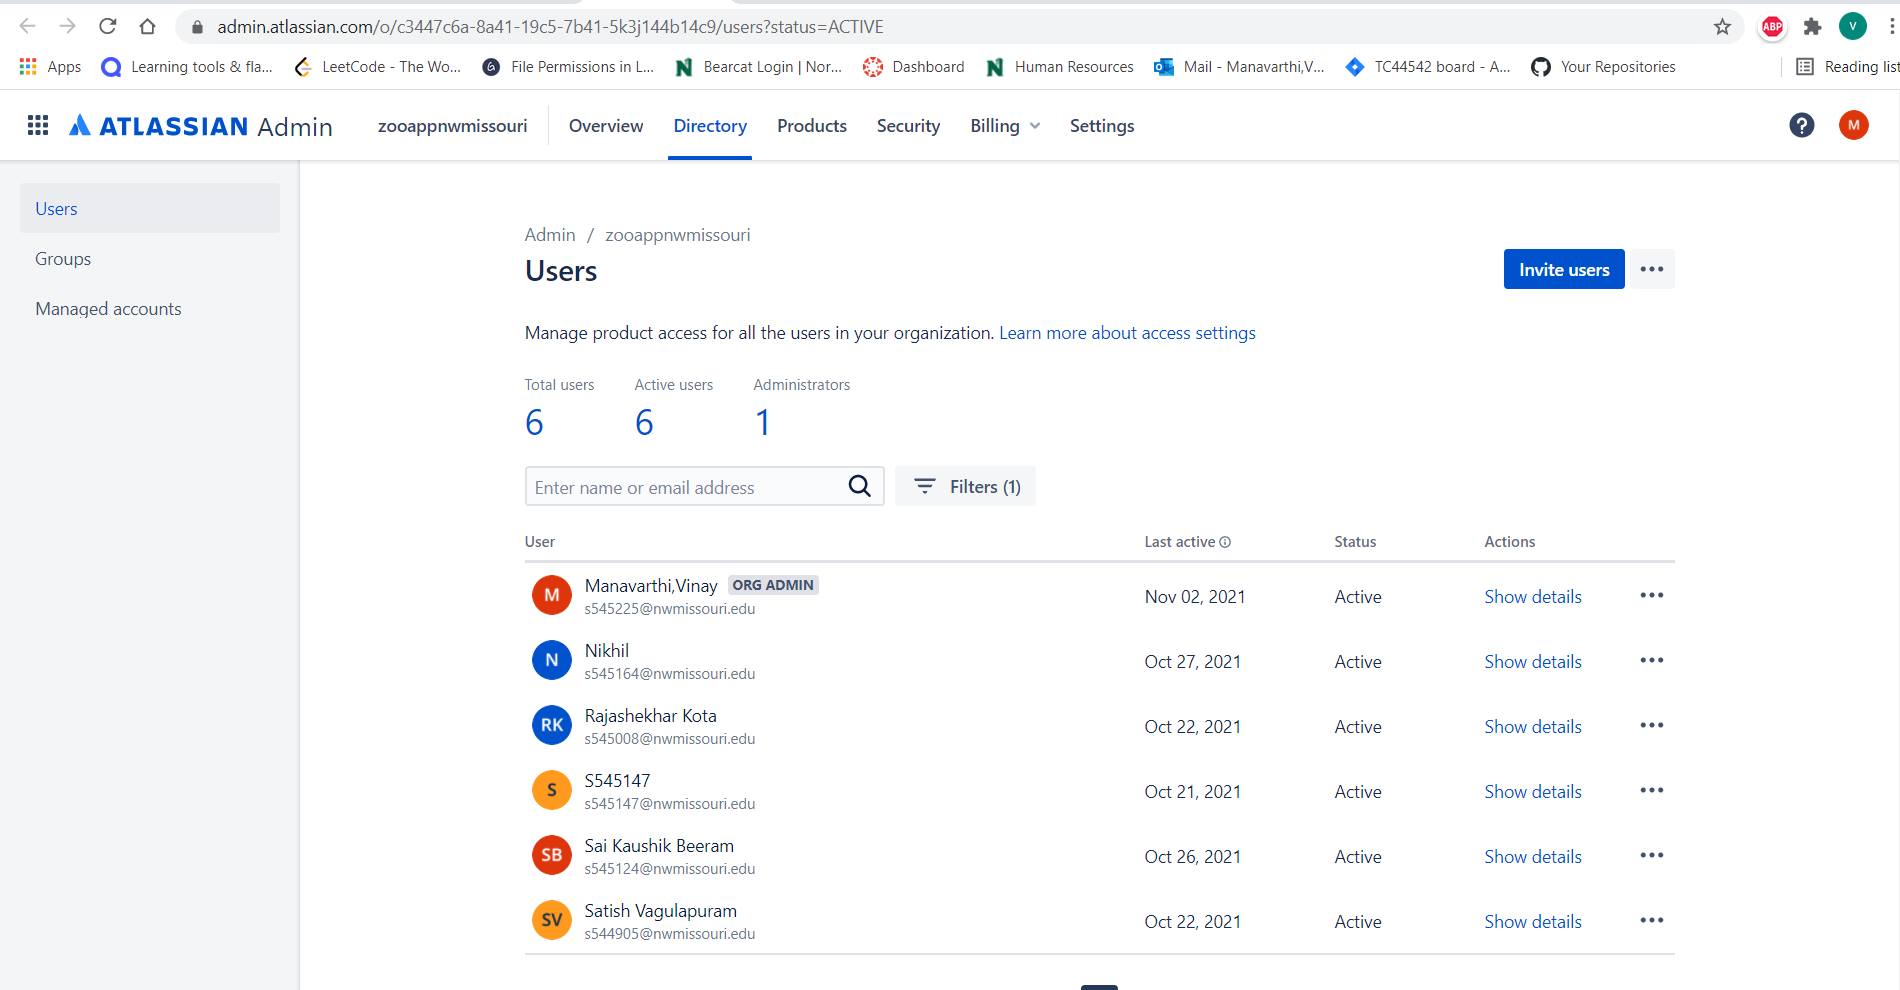 admin.atlassian.com/o/c3447c6a-8a41-19c5-7b41-5k3j144b14c9/users?status=ACTIVE
ABP
V
Apps
Learning tools & fla...
LeetCode - The Wo...
File Permissions in L...
Bearcat Login | Nor...
Dashboard
Human Resources
Mail - Manavarthi,V...
TC44542 board - A...
Your Repositories
Reading list
ATLASSIAN Admin
zooappnwmissouri
Overview
Directory
Products
Security
Billing
Settings
?
M
Users
Groups
Managed accounts
Admin / zooappnwmissouri
Users
Invite users
Manage product access for all the users in your organization. Learn more about access settings
Total users
Active users
Administrators
6
6
1
Enter name or email address
Filters (1)
User
Last active
Status
Actions
M
Manavarthi,Vinay ORG ADMIN
s545225@nwmissouri.edu
Nov 02, 2021
Active
Show details
N
Nikhil
s545164@nwmissouri.edu
Oct 27, 2021
Active
Show details
RK
Rajashekhar Kota
s545008@nwmissouri.edu
Oct 22, 2021
Active
Show details
S
S545147
s545147@nwmissouri.edu
Oct 21, 2021
Active
Show details
SB
Sai Kaushik Beeram
s545124@nwmissouri.edu
Oct 26, 2021
Active
Show details
SV
Satish Vagulapuram
s544905@nwmissouri.edu
Oct 22, 2021
Active
Show details